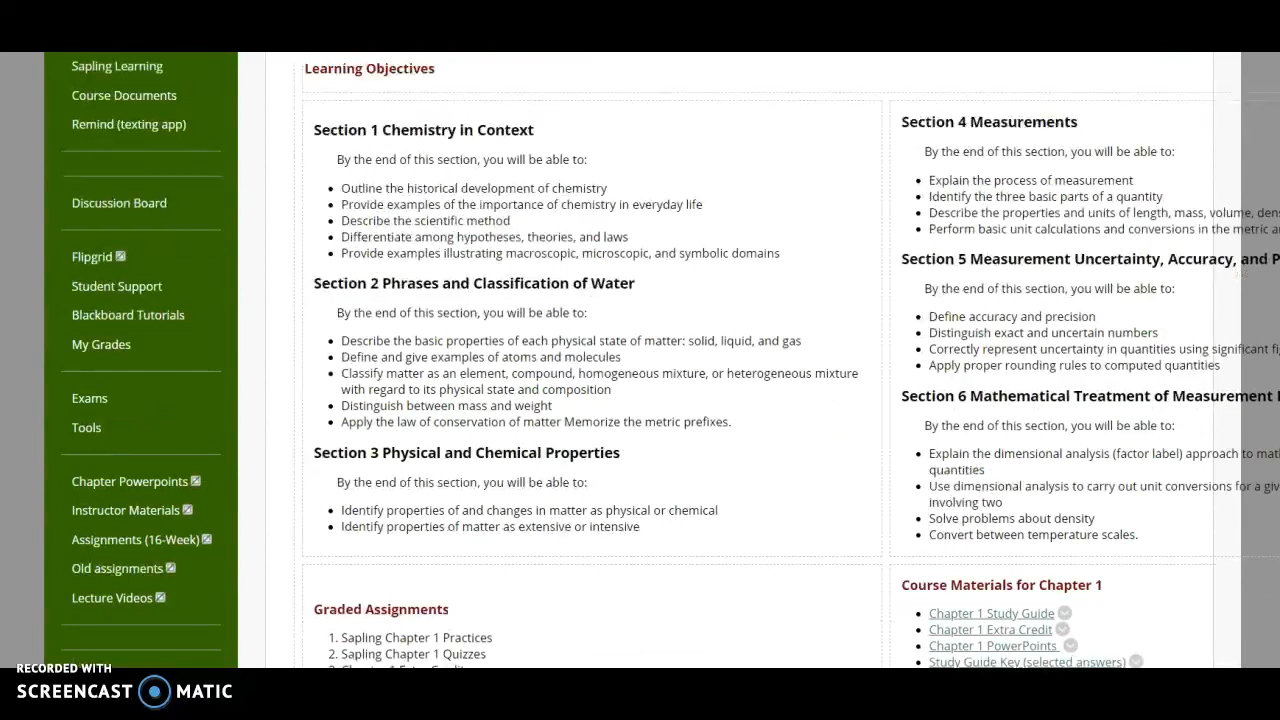 Sapling Learning
Course Documents
Remind (texting app)
Discussion Board
Flipgrid
Student Support
Blackboard Tutorials
My Grades
Exams
Tools
Chapter Powerpoints
Instructor Materials
Assignments (16-Week)
Old assignments
Lecture Videos
Learning Objectives
Section 1 Chemistry in Context
By the end of this section, you will be able to:
Outline the historical development of chemistry
Provide examples of the importance of chemistry in everyday life
Describe the scientific method
Differentiate among hypotheses, theories, and laws
Provide examples illustrating macroscopic, microscopic, and symbolic domains
Section 2 Phrases and Classification of Water
By the end of this section, you will be able to:
Describe the basic properties of each physical state of matter: solid, liquid, and gas
Define and give examples of atoms and molecules
Classify matter as an element, compound, homogeneous mixture, or heterogeneous mixture
with regard to its physical state and composition
Distinguish between mass and weight
Apply the law of conservation of matter Memorize the metric prefixes.
Section 3 Physical and Chemical Properties
By the end of this section, you will be able to:
Identify properties of and changes in matter as physical or chemical
Identify properties of matter as extensive or intensive
Section 4 Measurements
By the end of this section, you will be able to:
Explain the process of measurement
Identify the three basic parts of a quantity
Describe the properties and units of length, mass, volume,
Perform basic unit calculations and conversions in the metric
Section 5 Measurement Uncertainty, Accuracy, and
By the end of this section, you will be able to:
Define accuracy and precision
Distinguish exact and uncertain numbers
Correctly represent uncertainty in quantities using significant
Apply proper rounding rules to computed quantities
Section 6 Mathematical Treatment of Measurement
By the end of this section, you will be able to:
Explain the dimensional analysis (factor label) approach to
quantities
Use dimensional analysis to carry out unit conversions for a
involving two
Solve problems about density
Convert between temperature scales.
Graded Assignments
1. Sapling Chapter 1 Practices
2. Sapling Chapter 1 Quizzes
Course Materials for Chapter 1
Chapter 1 Study Guide
Chapter 1 Extra Credit
Chapter 1 PowerPoints
Study Guide Key (selected answers)
RECORDED WITH
SCREENCAST MATIC